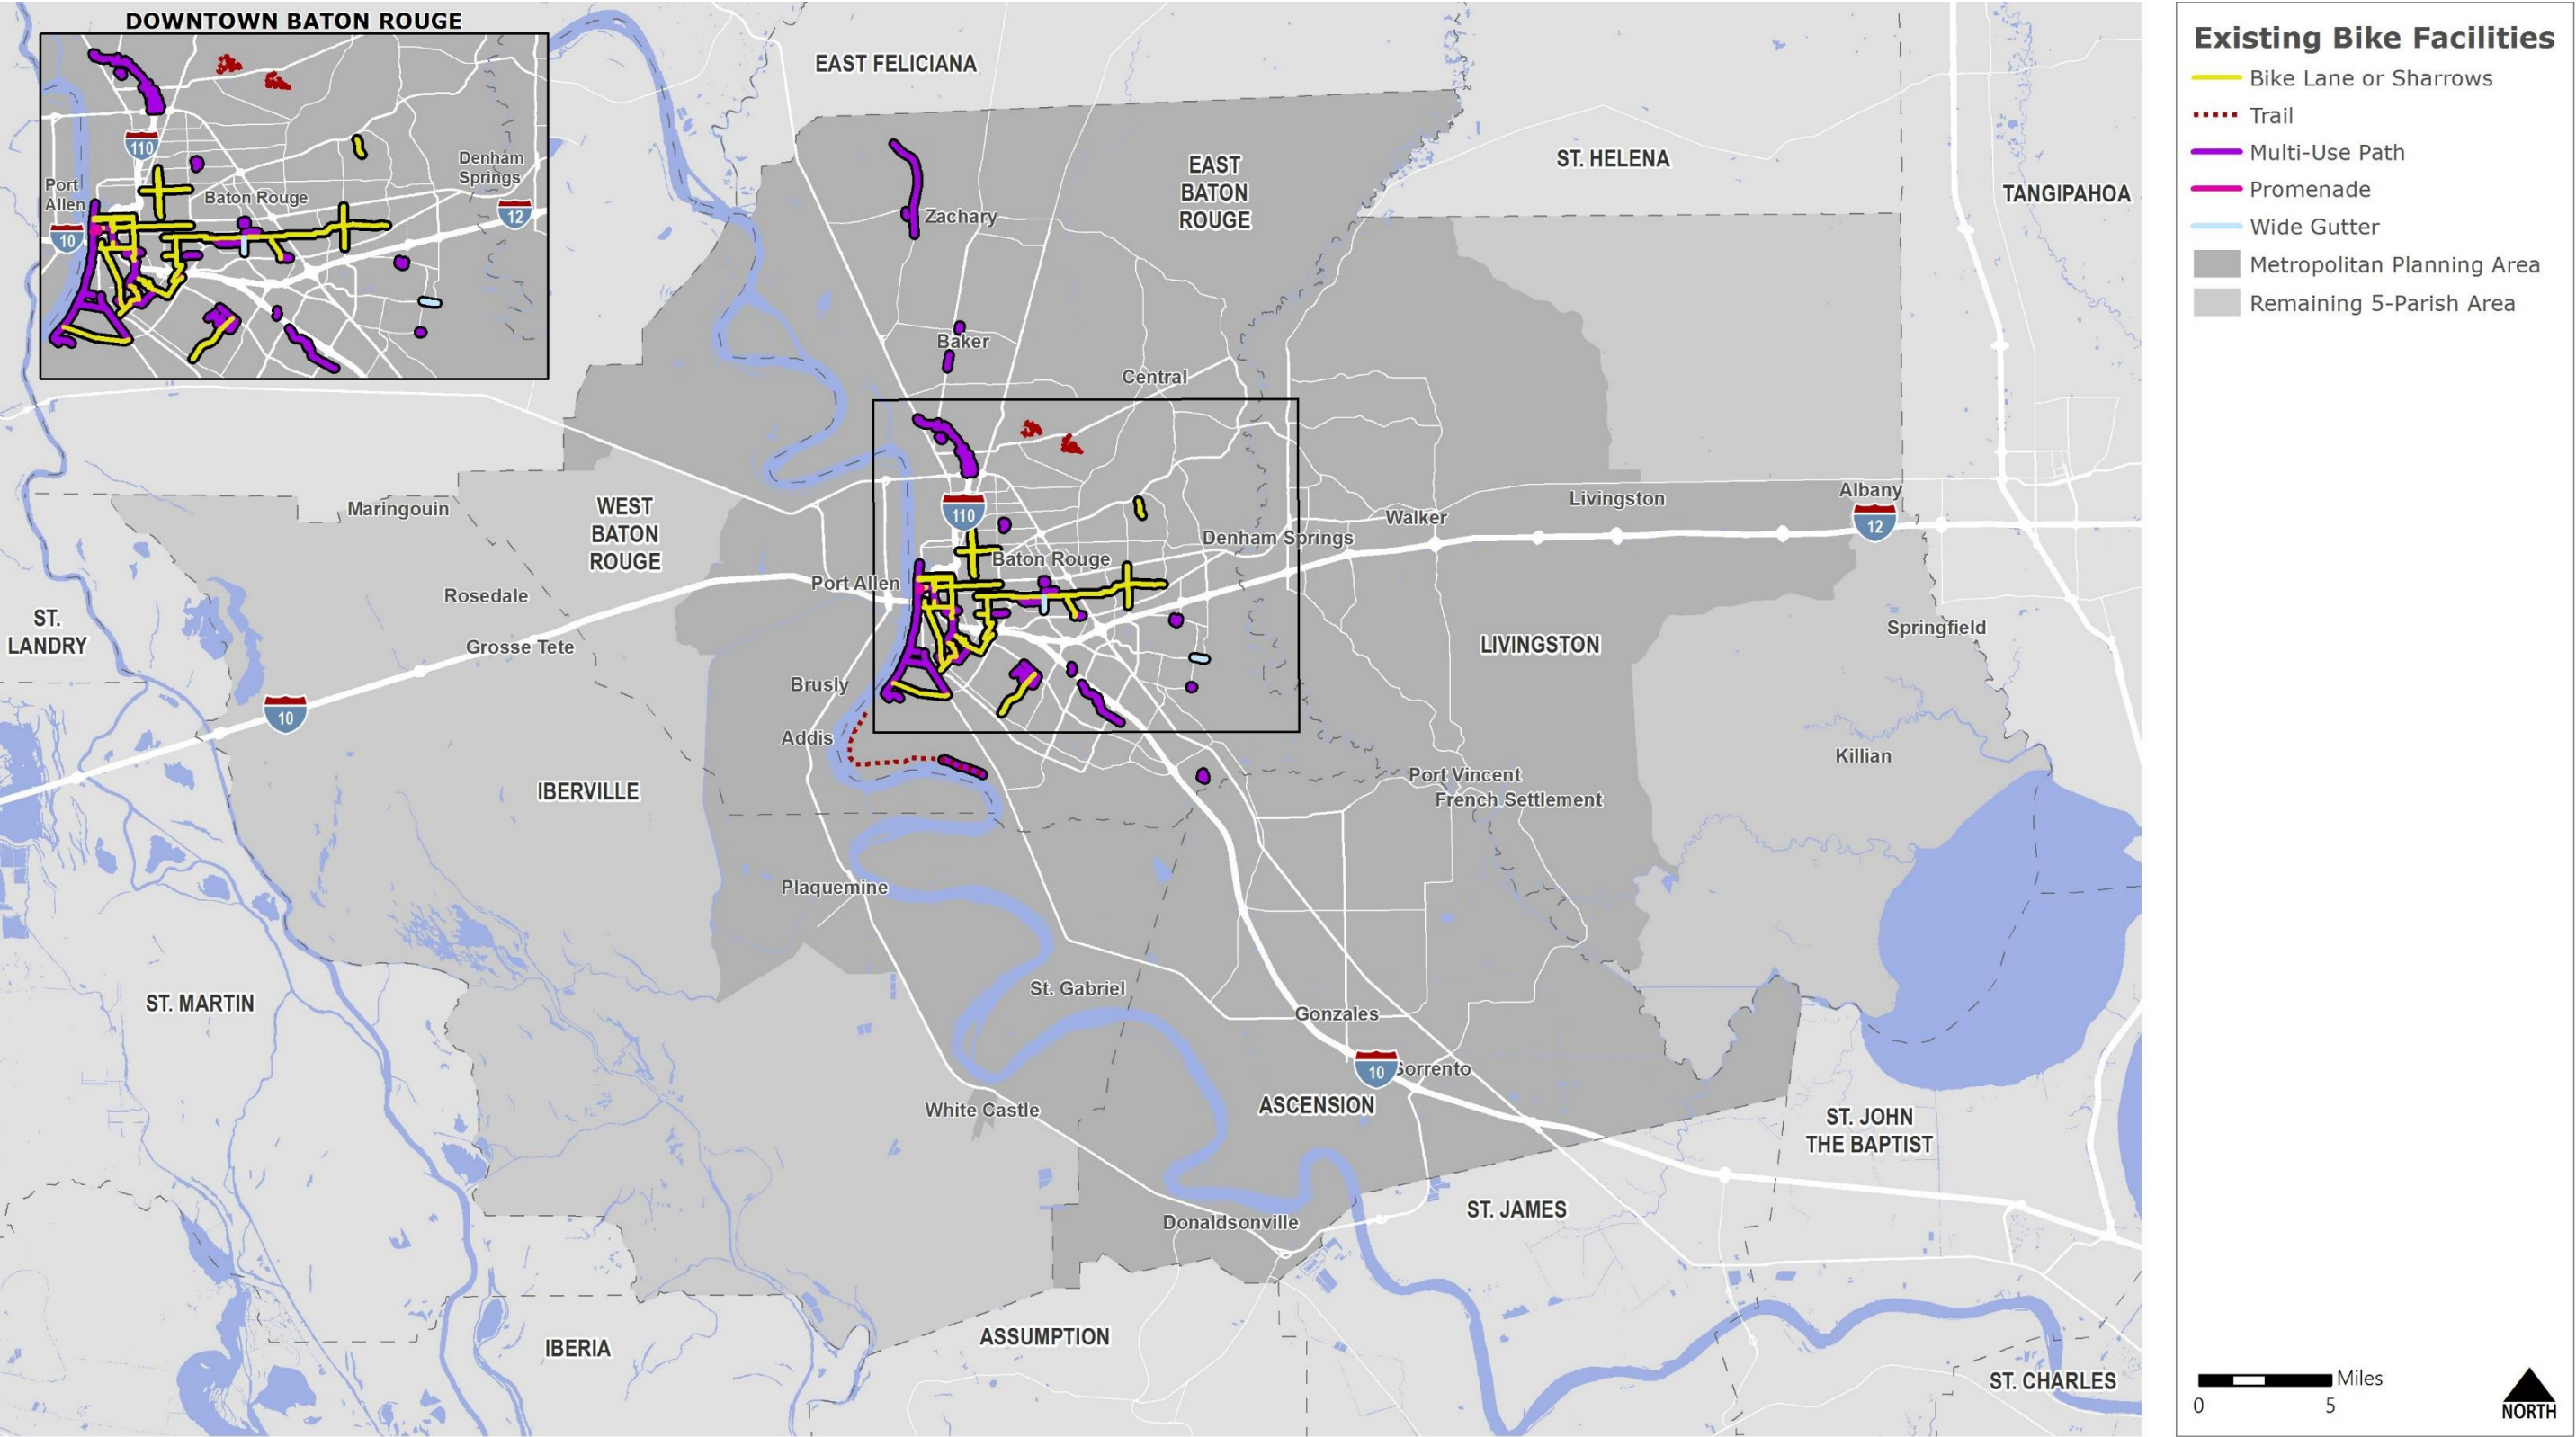 DOWNTOWN BATON ROUGE
110
Port
Allen
10
Baton Rouge
Denham
Springs
12
EAST FELICIANA
EAST
BATON
ROUGE
ST. HELENA
TANGIPAHOA
Zachary
Baker
Central
Maringouin
WEST
BATON
ROUGE
110
Livingston
Albany
12
Walker
Denham Springs
Baton Rouge
Port Allen
Rosedale
ST.
LANDRY
Grosse Tete
LIVINGSTON
Springfield
Brusly
10
Addis
Killian
IBERVILLE
Port Vincent
French Settlement
Plaquemine
ST. MARTIN
St. Gabriel
Gonzales
10
Sorrento
White Castle
ASCENSION
ST. JOHN
THE BAPTIST
Donaldsonville
ST. JAMES
IBERIA
ASSUMPTION
ST. CHARLES
Existing Bike Facilities
Bike Lane or Sharrows
Trail
Multi-Use Path
Promenade
Wide Gutter
Metropolitan Planning Area
Remaining 5-Parish Area
Miles
0 5
NORTH